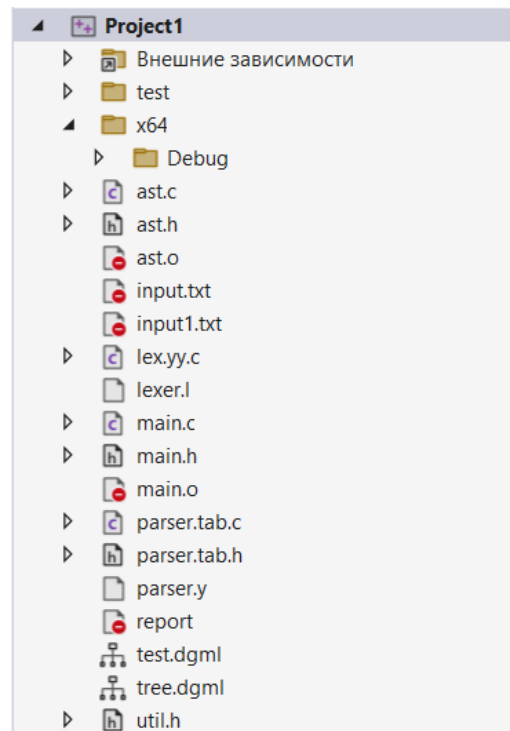 Project1
Внешние зависимости
test
x64
Debug
ast.c
ast.h
ast.o
input.txt
input1.txt
lex.yy.c
lexer.l
main.c
main.h
main.o
parser.tab.c
parser.tab.h
parser.y
report
test.dgml
tree.dgml
util.h